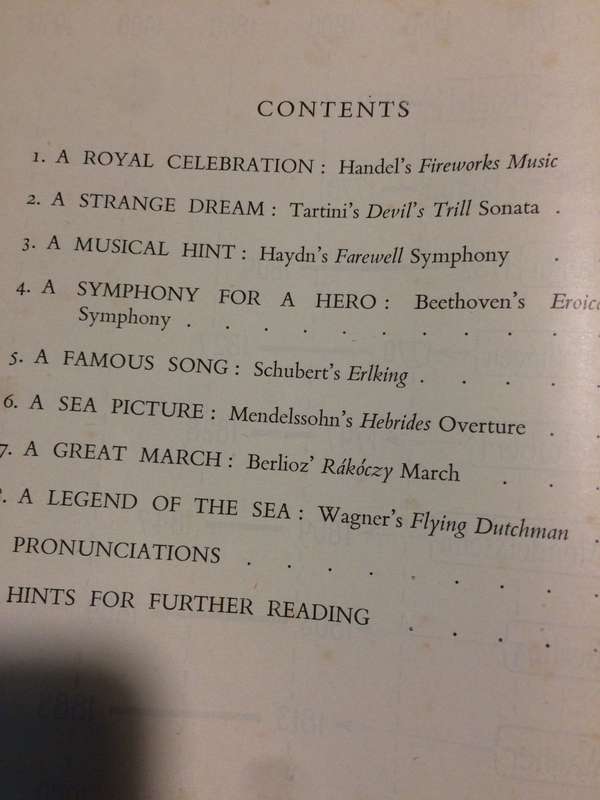 CONTENTS
1. A ROYAL CELEBRATION: Handel's Fireworks Music
2. A STRANGE DREAM: Tartini's Devil's Trill Sonata .
3. A MUSICAL HINT: Haydn's Farewell Symphony . .
4. A SYMPHONY FOR A HERO: Beethoven's Eroica
Symphony . . . . . . . . . .
5. A FAMOUS SONG: Schubert's Erlking . . . . .
6. A SEA PICTURE: Mendelssohn's Hebrides Overture . .
7. A GREAT MARCH: Berlioz' Rákóczy March . . .
. A LEGEND OF THE SEA: Wagner's Flying Dutchman .
PRONUNCIATIONS . . . . . . . .
HINTS FOR FURTHER READING . . . . .